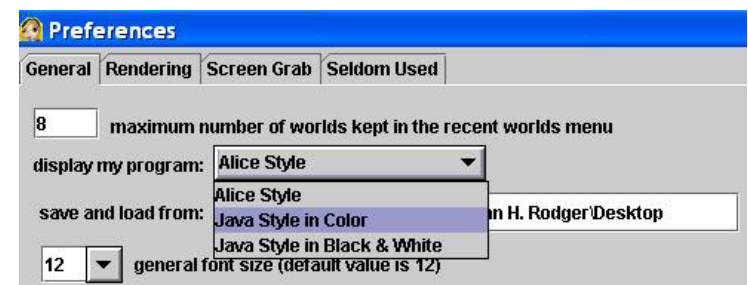 Preferences
General Rendering Screen Grab Seldom Used
8 maximum number of worlds kept in the recent worlds menu
display my program: Alice Style
Alice Style
save and load from: Java Style in Color n H. Rodger\Desktop
Java Style in Black & White
12 general font size (default value is 12)